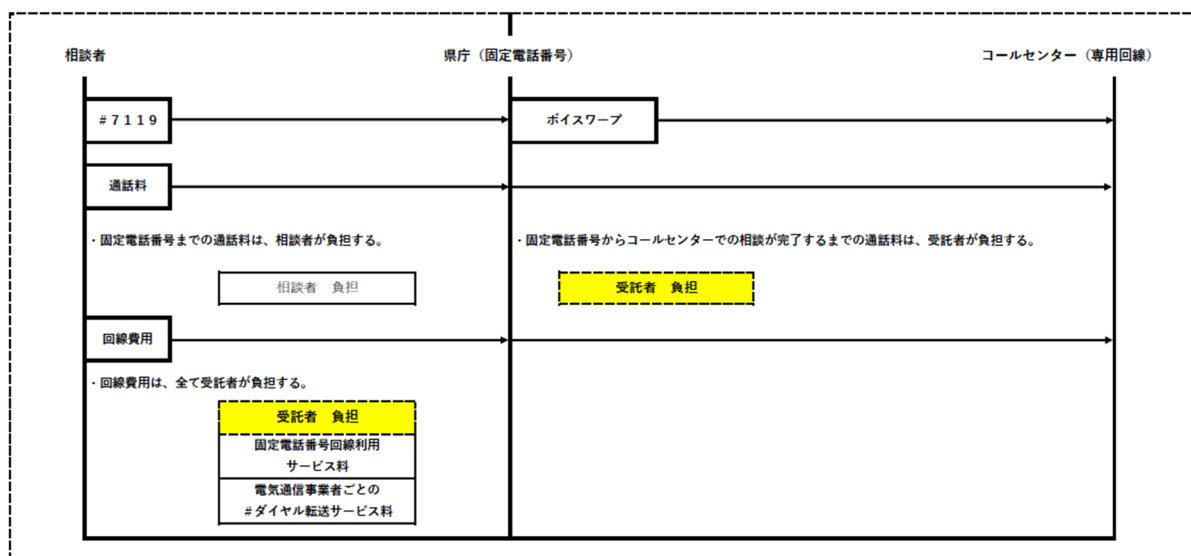 相談者
県庁（固定電話番号）
コールセンター（専用回線）
＃７１１９
ボイスワープ
通話料
・固定電話番号までの通話料は、相談者が負担する。
・固定電話番号からコールセンターでの相談が完了するまでの通話料は、受託者が負担する。
相談者　負担
受託者　負担
回線費用
・回線費用は、全て受託者が負担する。
受託者　負担
固定電話番号回線利用
サービス料
電気通信事業者ごとの
＃ダイヤル転送サービス料